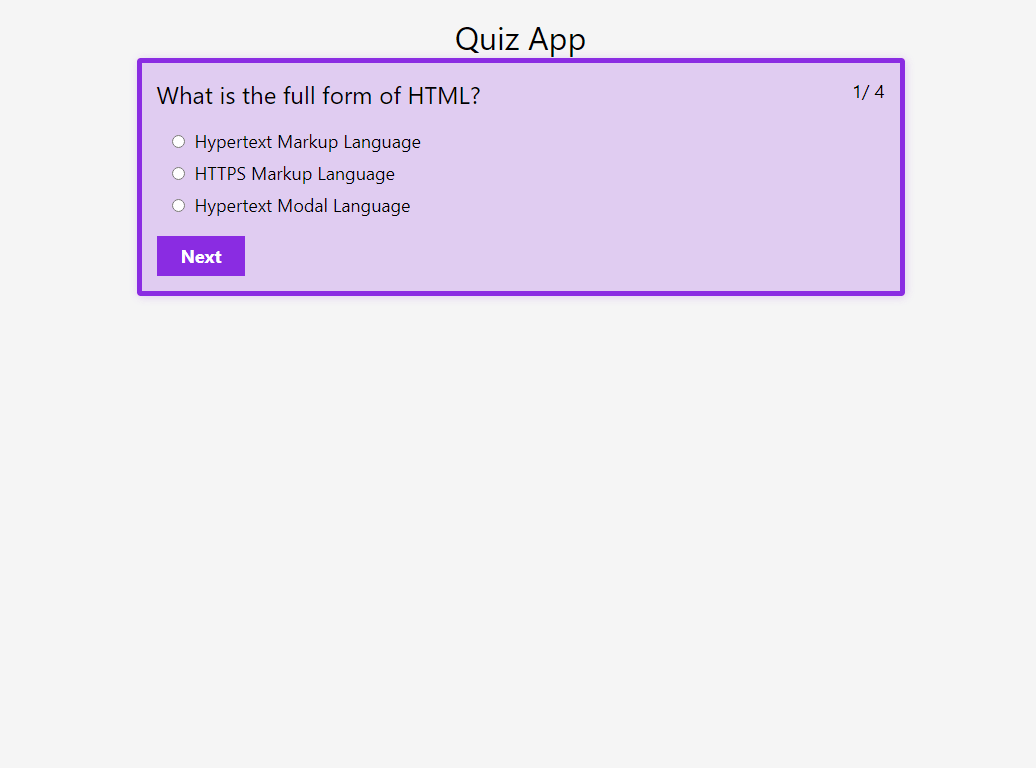 Quiz App
What is the full form of HTML?
1/ 4
Hypertext Markup Language
HTTPS Markup Language
Hypertext Modal Language
Next